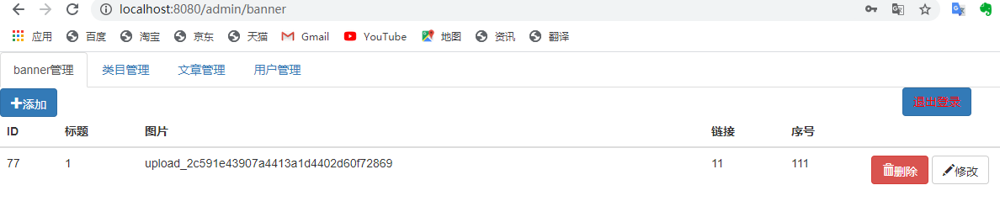 localhost:8080/admin/banner
应用 百度 淘宝 京东 天猫 Gmail YouTube 地图 资讯 翻译
banner管理 类目管理 文章管理 用户管理
添加 退出登录
ID 标题 图片 链接 序号
77 1 upload_2c591e43907a4413a1d4402d60f72869 11 111 删除 修改